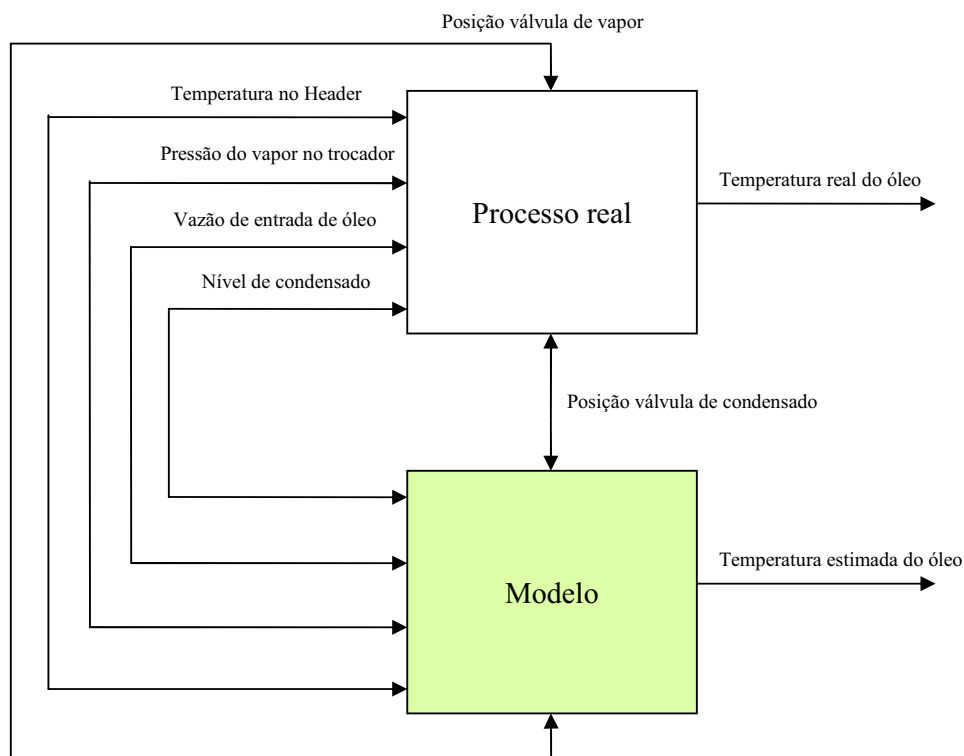 Posição válvula de vapor
Temperatura no Header
Pressão do vapor no trocador
Temperatura real do óleo
Processo real
Vazão de entrada de óleo
Nível de condensado
Posição válvula de condensado
Temperatura estimada do óleo
Modelo